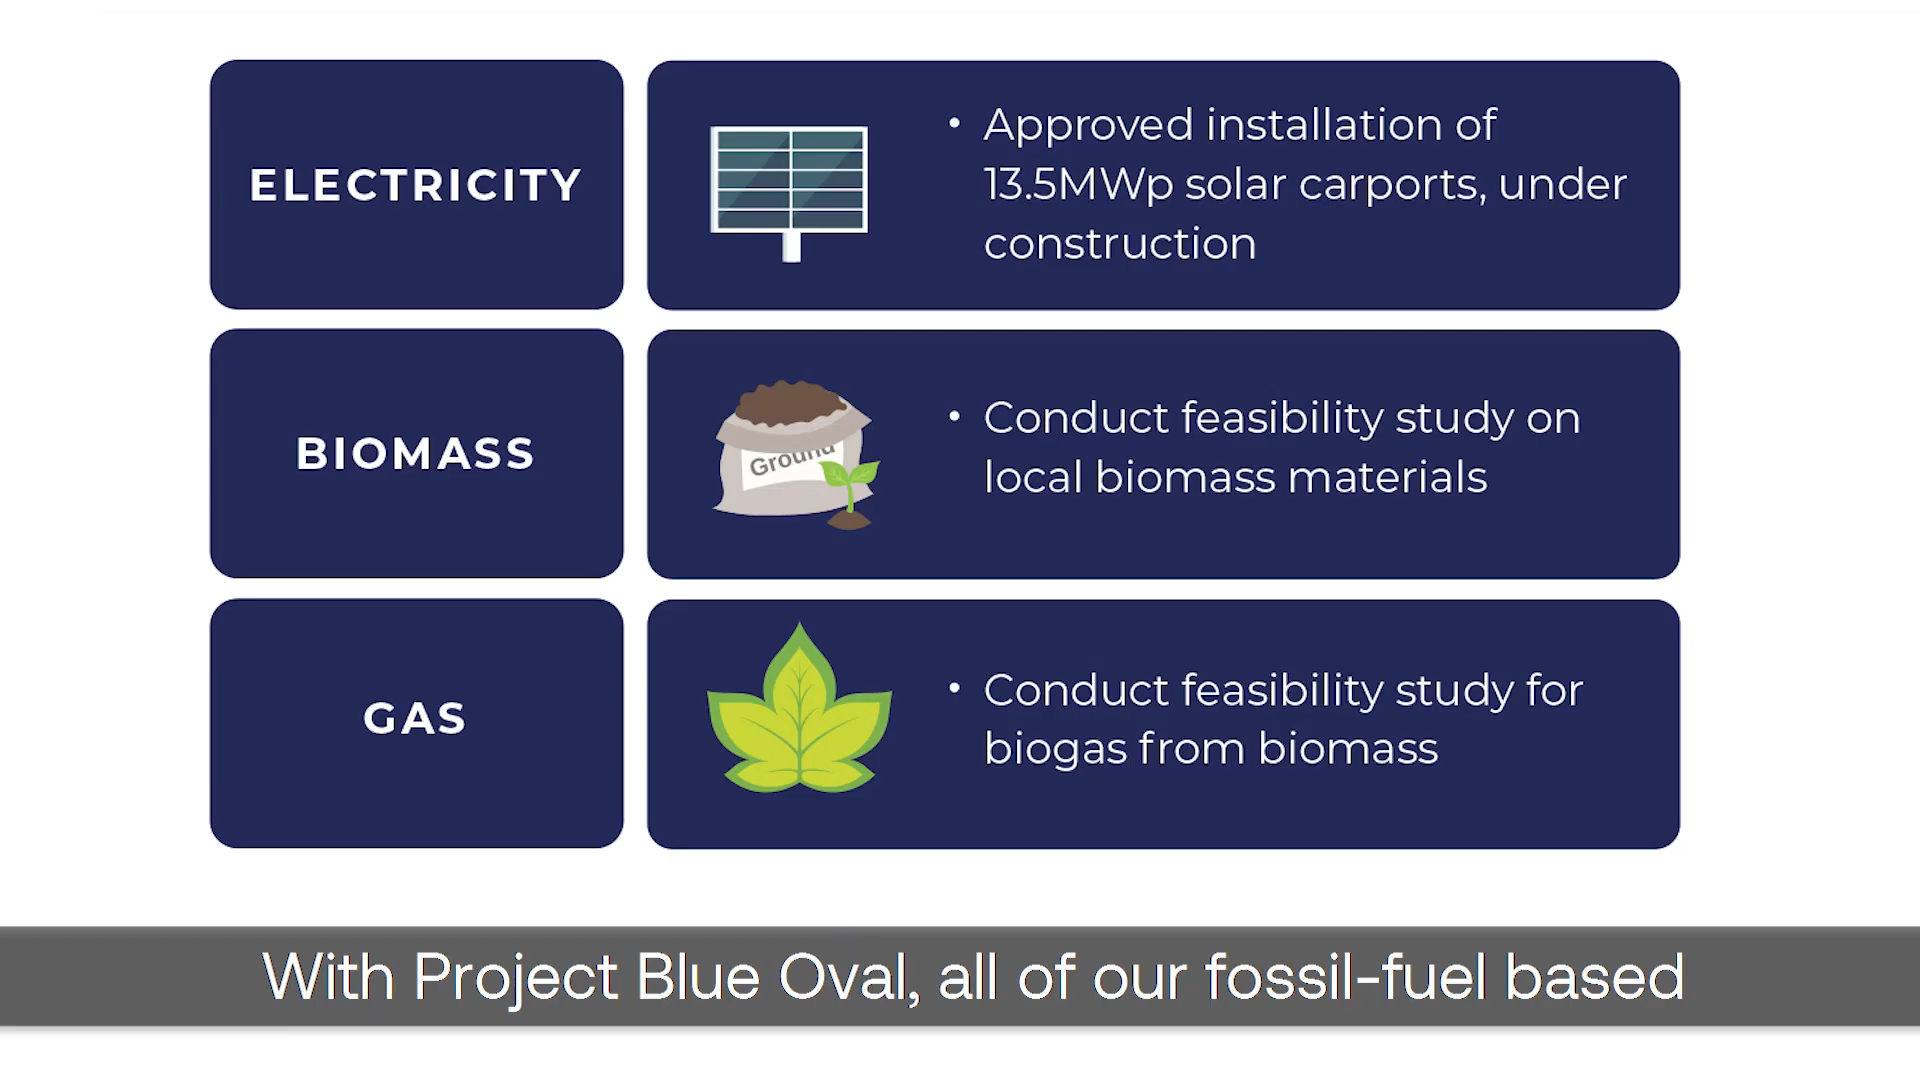 ELECTRICITY
• Approved installation of
13.5MWp solar carports, under
construction
BIOMASS
Ground
• Conduct feasibility study on
local biomass materials
GAS
• Conduct feasibility study for
biogas from biomass
With Project Blue Oval, all of our fossil-fuel based